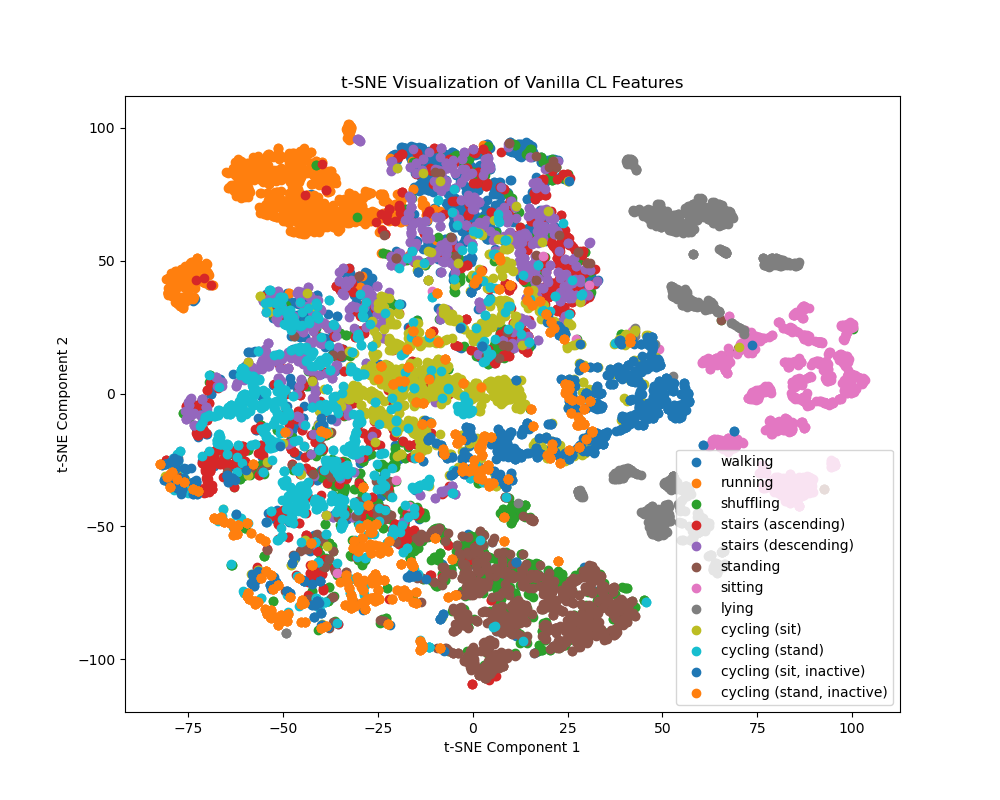 t-SNE Visualization of Vanilla CL Features
t-SNE Component 2
100
50
0
−50
−100
walking
running
shuffling
stairs (ascending)
stairs (descending)
standing
sitting
lying
cycling (sit)
cycling (stand)
cycling (sit, inactive)
cycling (stand, inactive)
−75
−50
−25
0
25
50
75
100
t-SNE Component 1